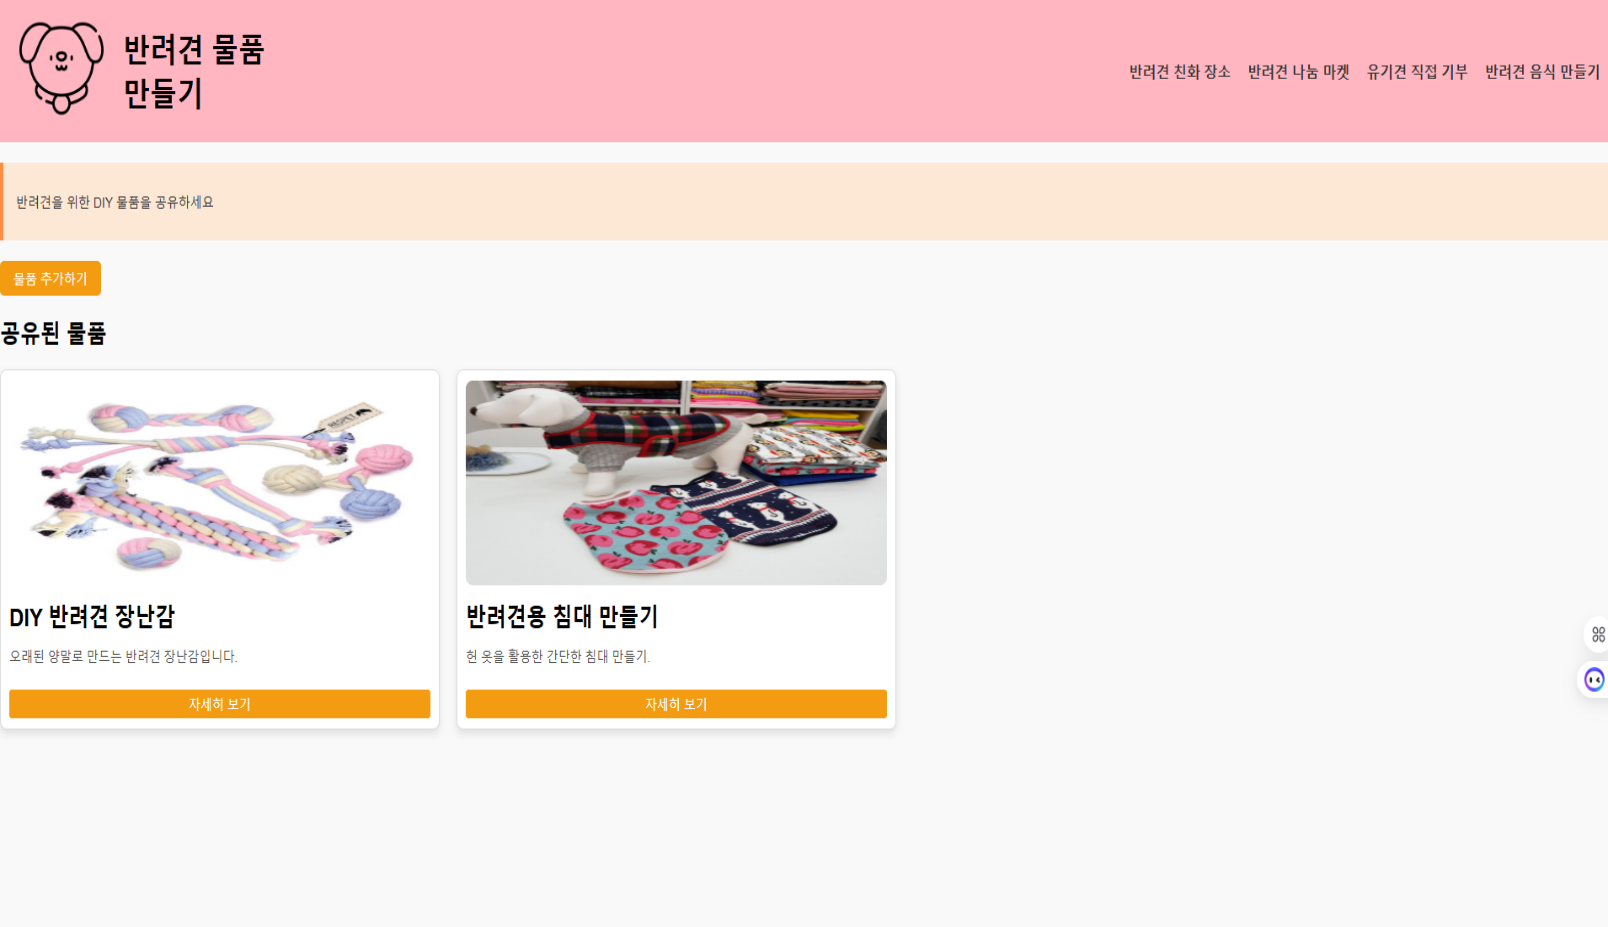 반려견 물품
만들기
반려견 친화 장소 반려견 나눔 마켓 유기견 직접 기부 반려견 음식 만들기
반려견을 위한 DIY 물품을 공유하세요
물품 추가하기
공유된 물품
DIY 반려견 장난감
오래된 양말로 만드는 반려견 장난감입니다.
자세히 보기
반려견용 침대 만들기
헌 옷을 활용한 간단한 침대 만들기.
자세히 보기